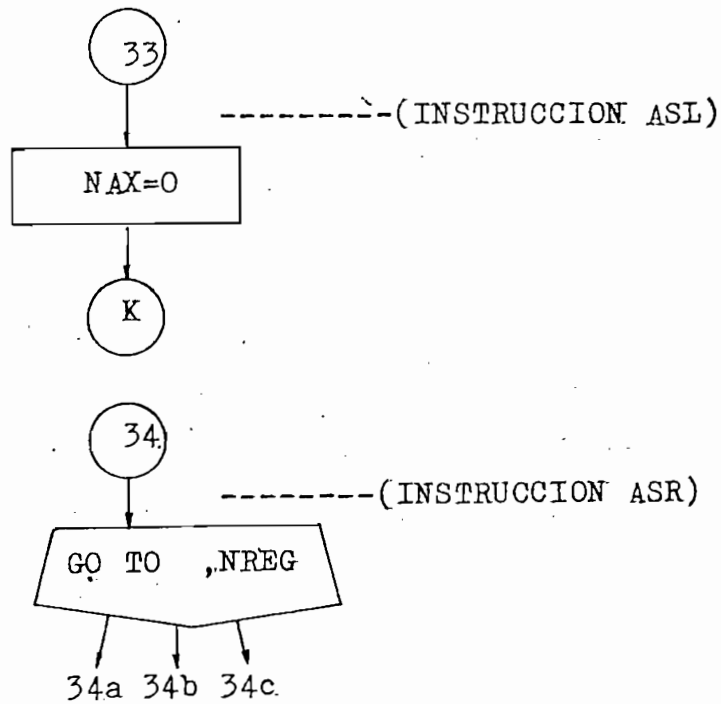 33
---------(INSTRUCCION ASL)
NAX=0
K
34
--------(INSTRUCCION ASR)
GO TO ,NREG
34a 34b 34c